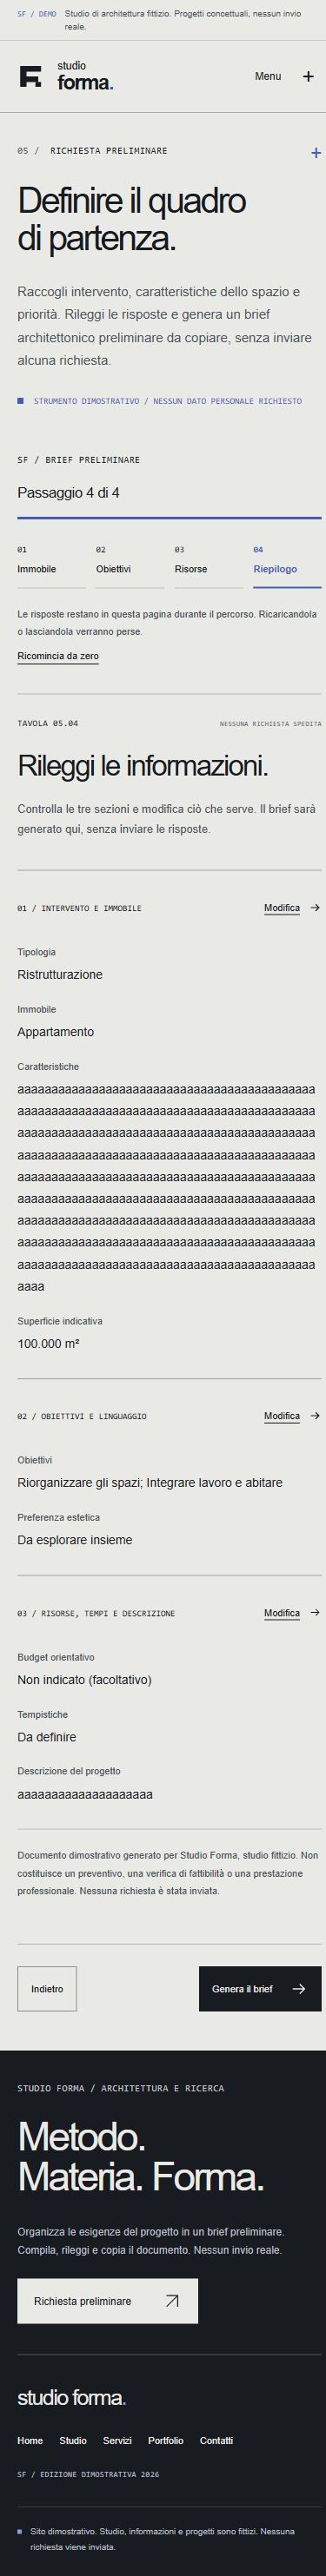 SF / DEMO Studio di architettura fittizio. Progetti concettuali, nessun invio
reale.
studio
forma.
Menu +
05 / RICHIESTA PRELIMINARE +
Definire il quadro
di partenza.
Raccogli intervento, caratteristiche dello spazio e
priorità. Rileggi le risposte e genera un brief
architettonico preliminare da copiare, senza inviare
alcuna richiesta.
STRUMENTO DIMOSTRATIVO / NESSUN DATO PERSONALE RICHIESTO
SF / BRIEF PRELIMINARE
Passaggio 4 di 4
01 02 03 04
Immobile Obiettivi Risorse Riepilogo
Le risposte restano in questa pagina durante il percorso. Ricaricandola
o lasciandola verranno perse.
Ricomincia da zero
TAVOLA 05.04 NESSUNA RICHIESTA SPEDITA
Rileggi le informazioni.
Controlla le tre sezioni e modifica ciò che serve. Il brief sarà
generato qui, senza inviare le risposte.
01 / INTERVENTO E IMMOBILE Modifica →
Tipologia
Ristrutturazione
Immobile
Appartamento
Caratteristiche
aaaaaaaaaaaaaaaaaaaaaaaaaaaaaaaaaaaaaaaaaaaa
aaaaaaaaaaaaaaaaaaaaaaaaaaaaaaaaaaaaaaaaaaaa
aaaaaaaaaaaaaaaaaaaaaaaaaaaaaaaaaaaaaaaaaaaa
aaaaaaaaaaaaaaaaaaaaaaaaaaaaaaaaaaaaaaaaaaaa
aaaaaaaaaaaaaaaaaaaaaaaaaaaaaaaaaaaaaaaaaaaa
aaaaaaaaaaaaaaaaaaaaaaaaaaaaaaaaaaaaaaaaaaaa
aaaaaaaaaaaaaaaaaaaaaaaaaaaaaaaaaaaaaaaaaaaa
aaaaaaaaaaaaaaaaaaaaaaaaaaaaaaaaaaaaaaaaaaaa
aaaaaaaaaaaaaaaaaaaaaaaaaaaaaaaaaaaaaaaaaaaa
aaaa
Superficie indicativa
100.000 m²
02 / OBIETTIVI E LINGUAGGIO Modifica →
Obiettivi
Riorganizzare gli spazi; Integrare lavoro e abitare
Preferenza estetica
Da esplorare insieme
03 / RISORSE, TEMPI E DESCRIZIONE Modifica →
Budget orientativo
Non indicato (facoltativo)
Tempistiche
Da definire
Descrizione del progetto
aaaaaaaaaaaaaaaaaaaa
Documento dimostrativo generato per Studio Forma, studio fittizio. Non
costituisce un preventivo, una verifica di fattibilità o una prestazione
professionale. Nessuna richiesta è stata inviata.
Indietro Genera il brief →
STUDIO FORMA / ARCHITETTURA E RICERCA
Metodo.
Materia. Forma.
Organizza le esigenze del progetto in un brief preliminare.
Compila, rileggi e copia il documento. Nessun invio reale.
Richiesta preliminare
studio forma.
Home Studio Servizi Portfolio Contatti
SF / EDIZIONE DIMOSTRATIVA 2026
Sito dimostrativo. Studio, informazioni e progetti sono fittizi. Nessuna
richiesta viene inviata.